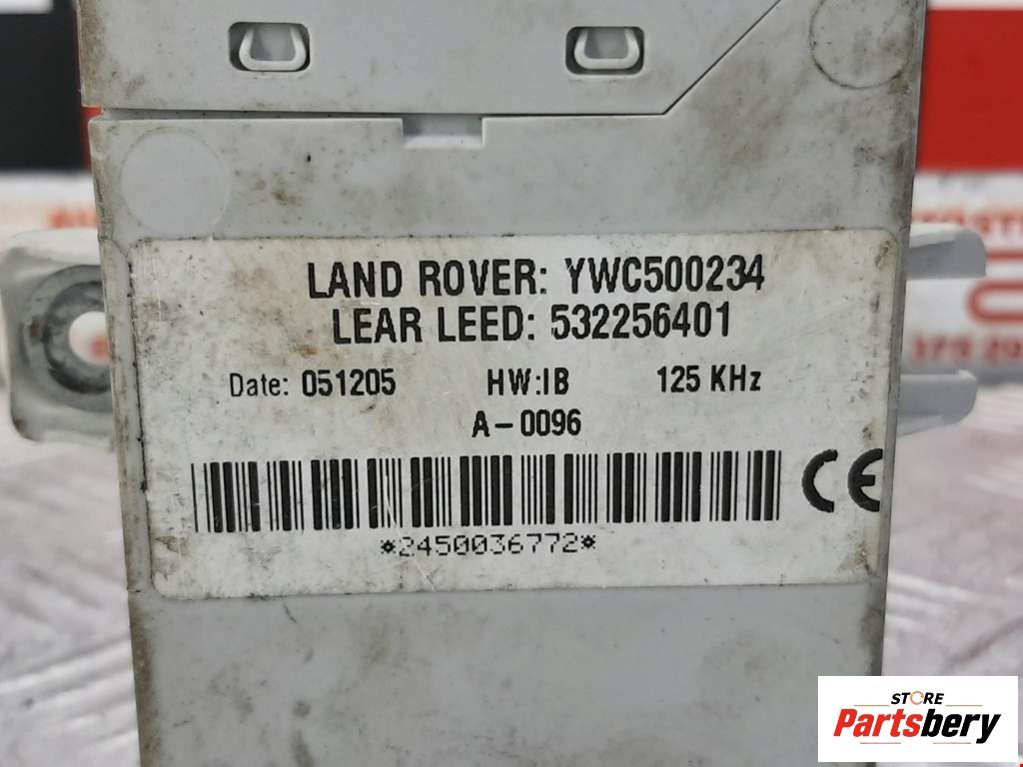 LAND ROVER: YWC500234
LEAR LEED: 532256401
Date: 051205 HW:IB 125 KHz
A-0096
CE
*2450036772*
STORE
Partsbery